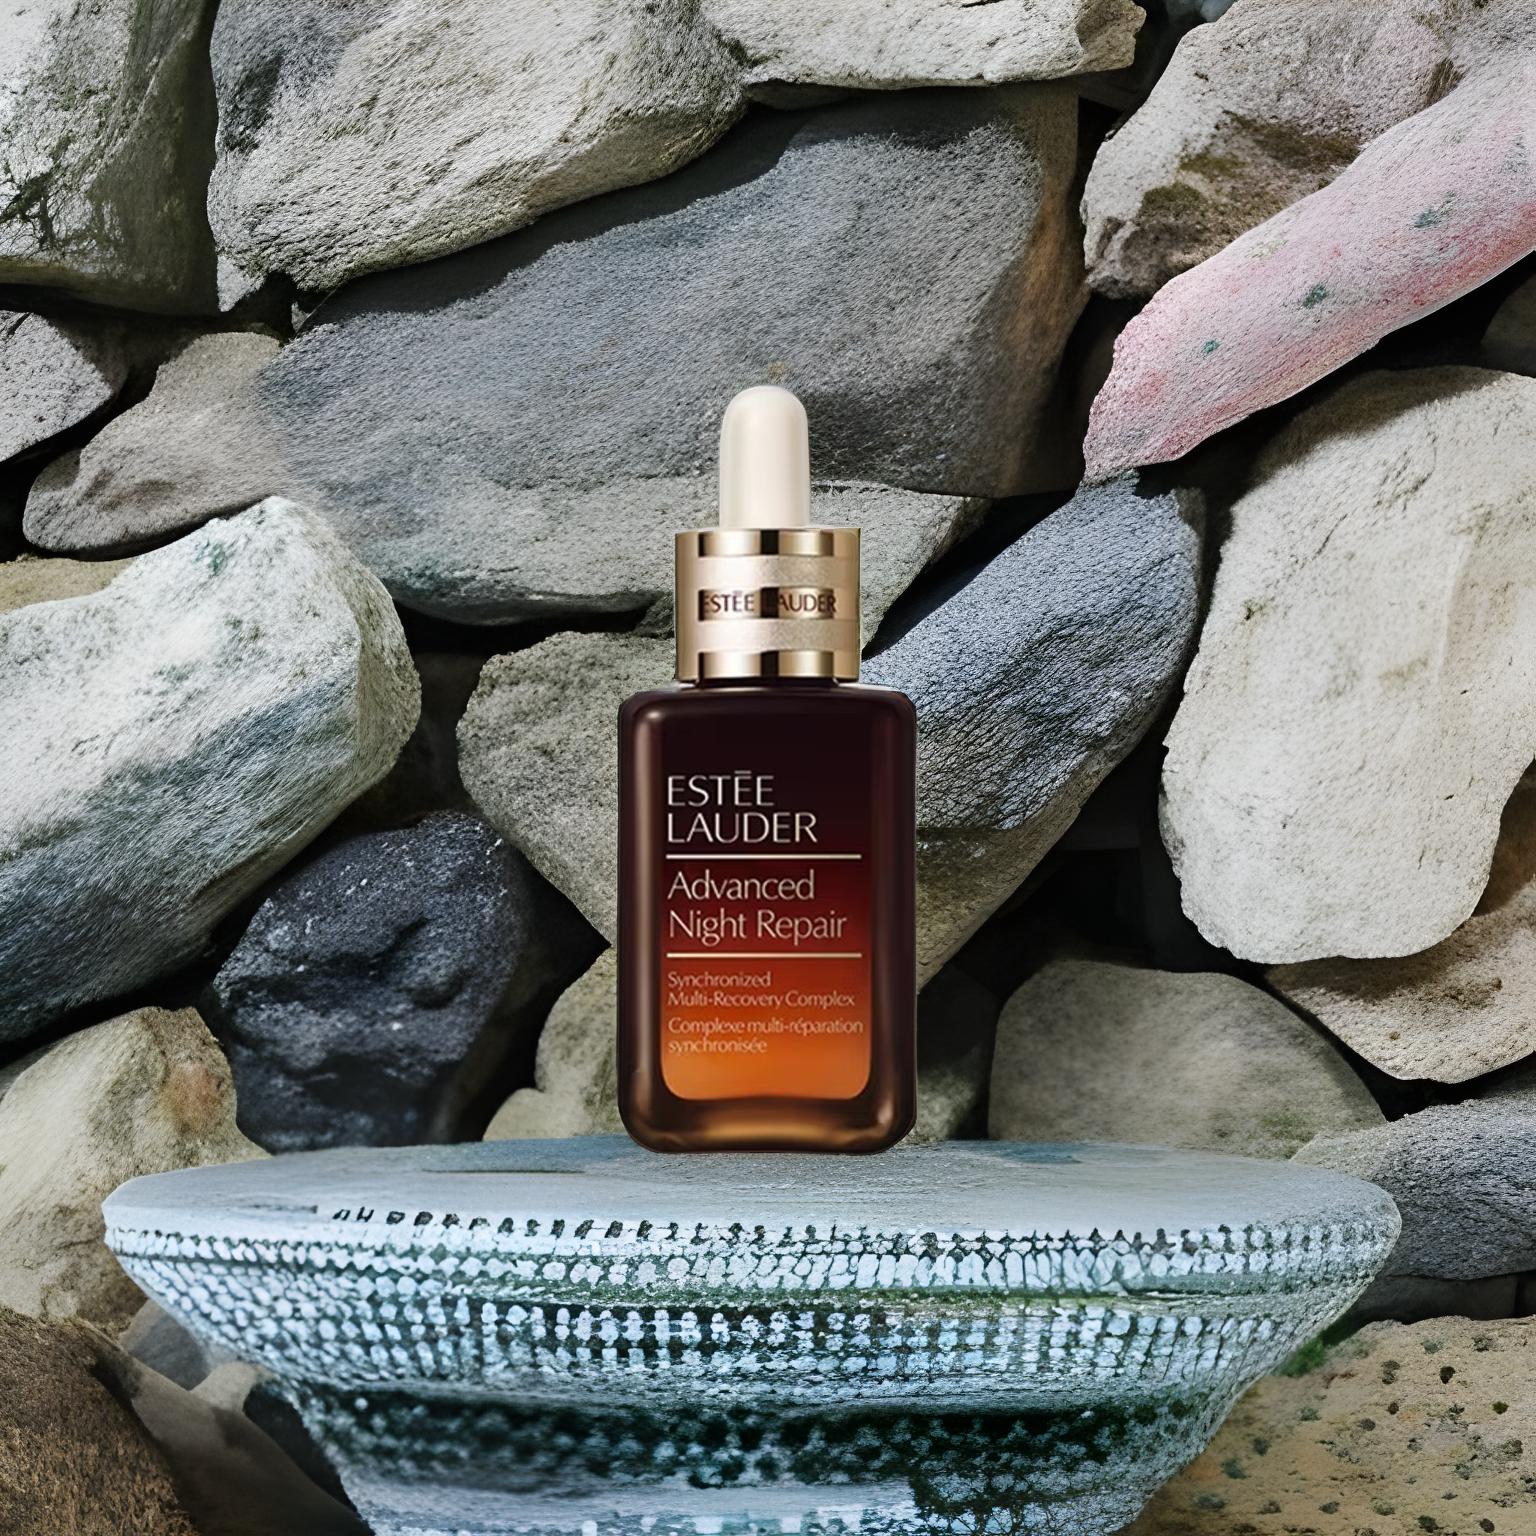 ESTĒE LAUDER
ESTĒE
LAUDER
Advanced
Night Repair
Synchronized
Multi-Recovery Complex
Complexe multi-réparation
synchronisée